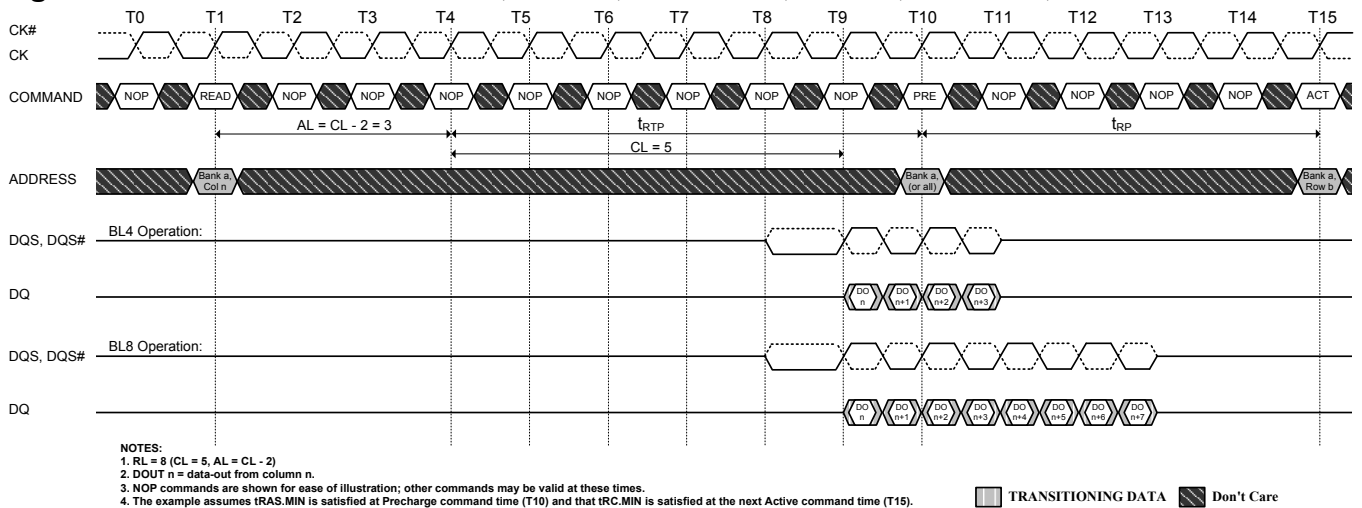 T0 T1 T2 T3 T4 T5 T6 T7 T8 T9 T10 T11 T12 T13 T14 T15
CK#
CK
COMMAND NOP READ NOP NOP NOP NOP NOP NOP NOP NOP PRE NOP NOP NOP NOP ACT
AL = CL - 2 = 3 tRTP tRP
CL = 5
ADDRESS Bank a, Col n Bank a, (or all) Bank a, Row b
BL4 Operation:
DQS, DQS#
DQ DO n DO n+1 DO n+2 DO n+3
BL8 Operation:
DQS, DQS#
DQ DO n DO n+1 DO n+2 DO n+3 DO n+4 DO n+5 DO n+6 DO n+7
NOTES:
1. RL = 8 (CL = 5, AL = CL - 2)
2. DOUT n = data-out from column n.
3. NOP commands are shown for ease of illustration; other commands may be valid at these times.
4. The example assumes tRAS.MIN is satisfied at Precharge command time (T10) and that tRC.MIN is satisfied at the next Active command time (T15).
TRANSITIONING DATA Don't Care